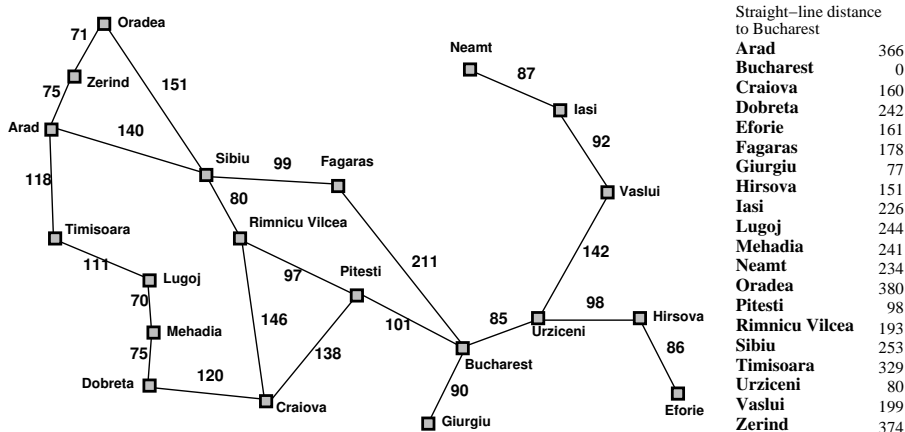 Oradea
71
Neamt
Zerind
87
151
75
Iasi
Arad
140
92
Sibiu
99
Fagaras
118
80
Vaslui
Rimnicu Vilcea
Timisoara
142
111
211
Lugoj
97
Pitesti
70
98
Hirsova
146
101
85
Urziceni
Mehadia
86
75
138
Bucharest
120
90
Dobreta
Craiova
Eforie
Giurgiu
Straight−line distance
to Bucharest
Arad 366
Bucharest 0
Craiova 160
Dobreta 242
Eforie 161
Fagaras 178
Giurgiu 77
Hirsova 151
Iasi 226
Lugoj 244
Mehadia 241
Neamt 234
Oradea 380
Pitesti 98
Rimnicu Vilcea 193
Sibiu 253
Timisoara 329
Urziceni 80
Vaslui 199
Zerind 374